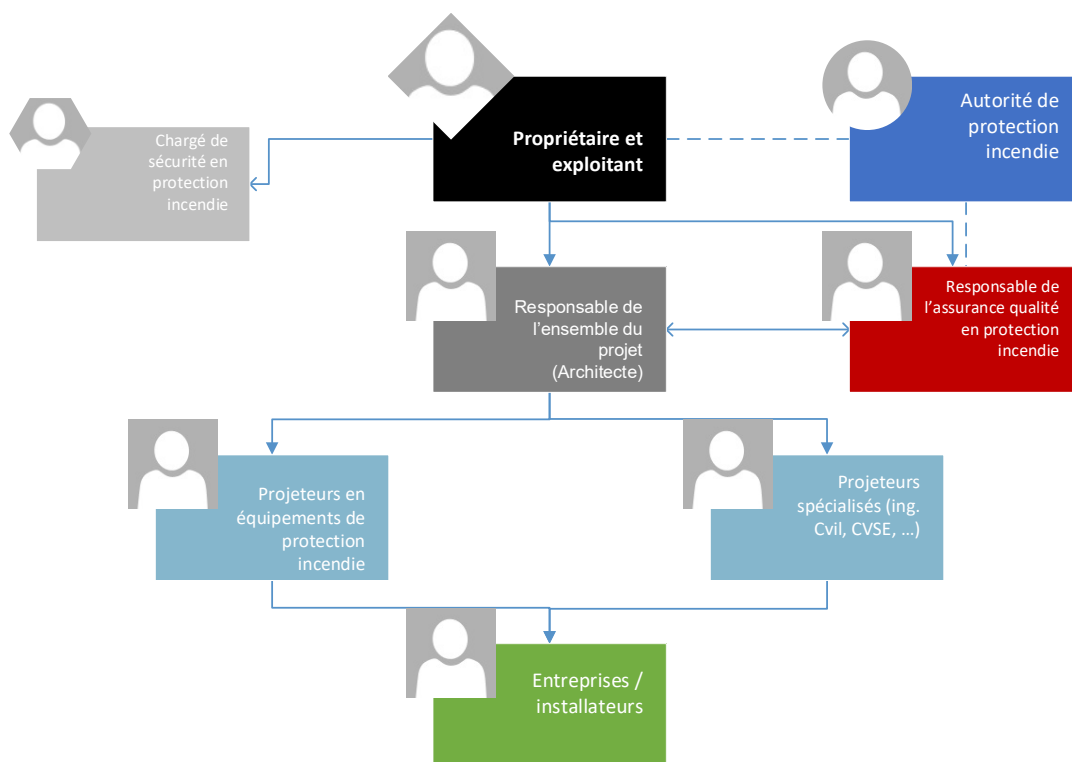 Propriétaire et
exploitant
Autorité de
protection
incendie
Chargé de
sécurité en
protection
incendie
Responsable de
l'ensemble du
projet
(Architecte)
Responsable de
l'assurance qualité
en protection
incendie
Projeteurs en
équipements de
protection
incendie
Projeteurs
spécialisés (ing.
Cvil, CVSE, ...)
Entreprises /
installateurs